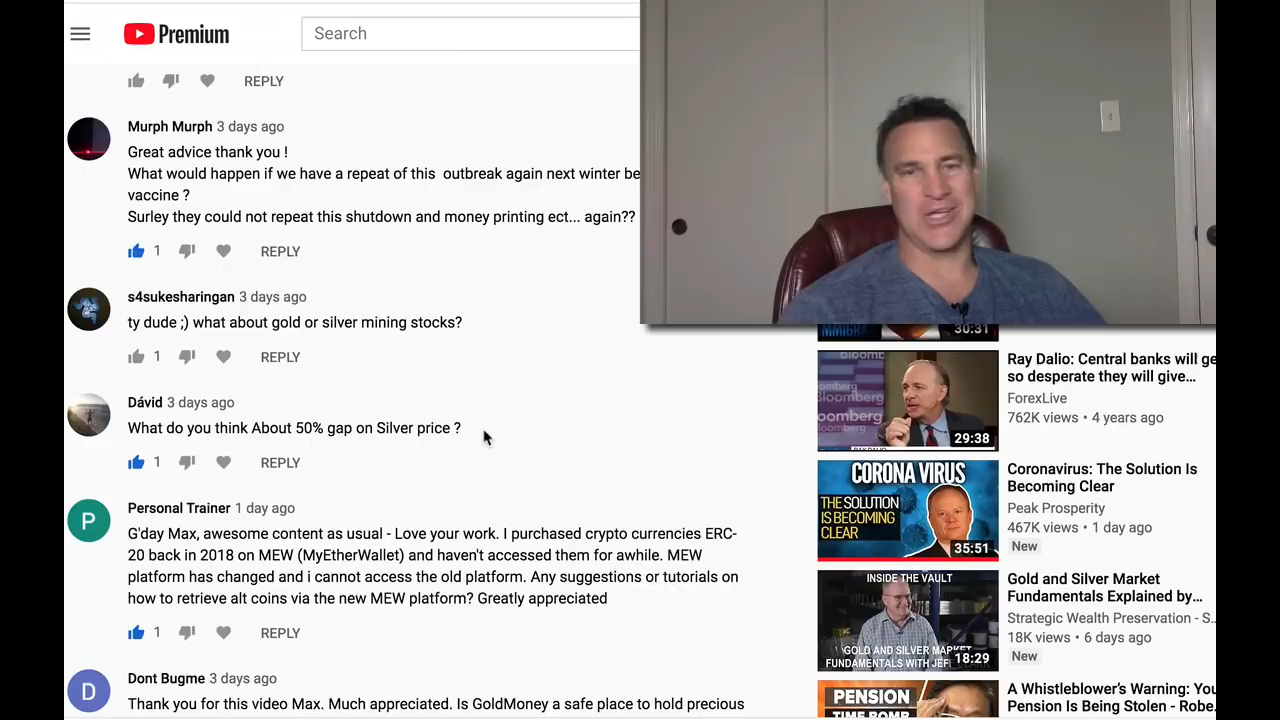 Premium
Search
REPLY
Murph Murph 3 days ago
Great advice thank you !
What would happen if we have a repeat of this outbreak again next winter be
vaccine ?
Surley they could not repeat this shutdown and money printing ect... again??
1 REPLY
s4sukesharingan 3 days ago
ty dude ;) what about gold or silver mining stocks?
1 REPLY
Dávid 3 days ago
What do you think About 50% gap on Silver price ?
1 REPLY
P
Personal Trainer 1 day ago
G'day Max, awesome content as usual - Love your work. I purchased crypto currencies ERC-
20 back in 2018 on MEW (MyEtherWallet) and haven't accessed them for awhile. MEW
platform has changed and i cannot access the old platform. Any suggestions or tutorials on
how to retrieve alt coins via the new MEW platform? Greatly appreciated
1 REPLY
D
Dont Bugme 3 days ago
Thank you for this video Max. Much appreciated. Is GoldMoney a safe place to hold precious
30:31
Bloomberg
29:38
Ray Dalio: Central banks will ge
so desperate they will give...
ForexLive
762K views • 4 years ago
CORONA VIRUS
THE SOLUTION
IS BECOMING
CLEAR
35:51
Coronavirus: The Solution Is
Becoming Clear
Peak Prosperity
467K views • 1 day ago
New
INSIDE THE VAULT
GOLD AND SILVER MARKET
FUNDAMENTALS WITH JEF
18:29
Gold and Silver Market
Fundamentals Explained by...
Strategic Wealth Preservation - S..
18K views • 6 days ago
New
PENSION
TIME BOMB
A Whistleblower's Warning: You
Pension Is Being Stolen - Robe